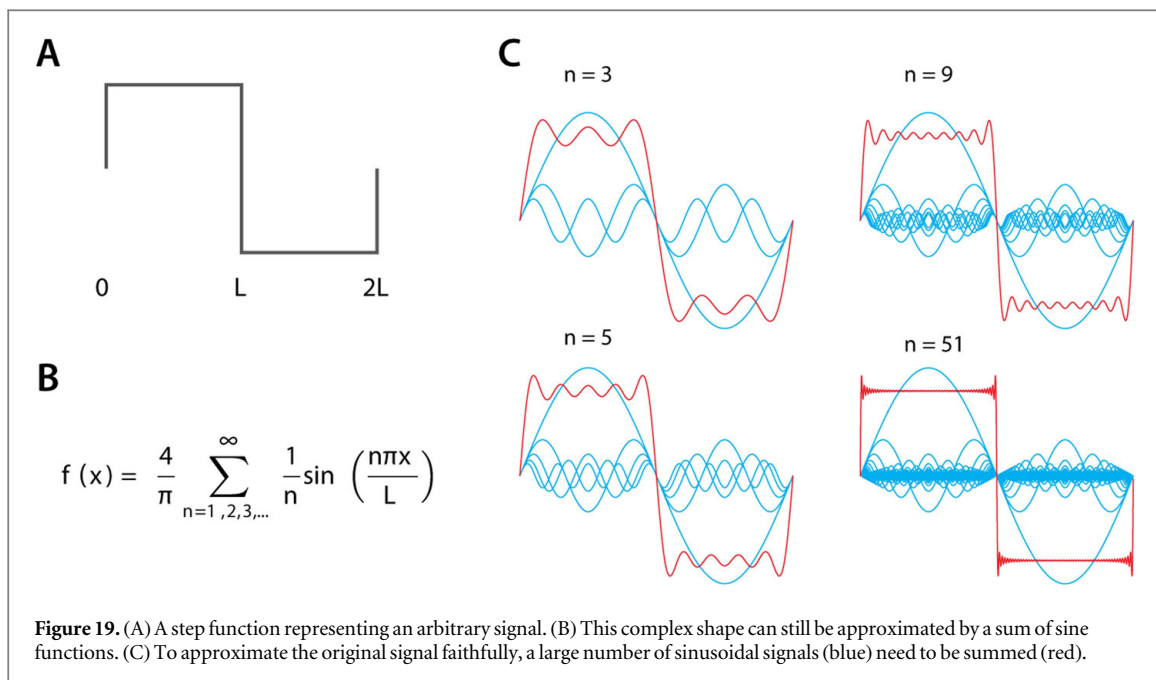 A
0 L 2L
B
f (x) = 4/π ∑ 1/n sin (nπx/L)
∞
n=1 ,2,3,...
C
n = 3
n = 9
n = 5
n = 51
Figure 19. (A) A step function representing an arbitrary signal. (B) This complex shape can still be approximated by a sum of sine
functions. (C) To approximate the original signal faithfully, a large number of sinusoidal signals (blue) need to be summed (red).